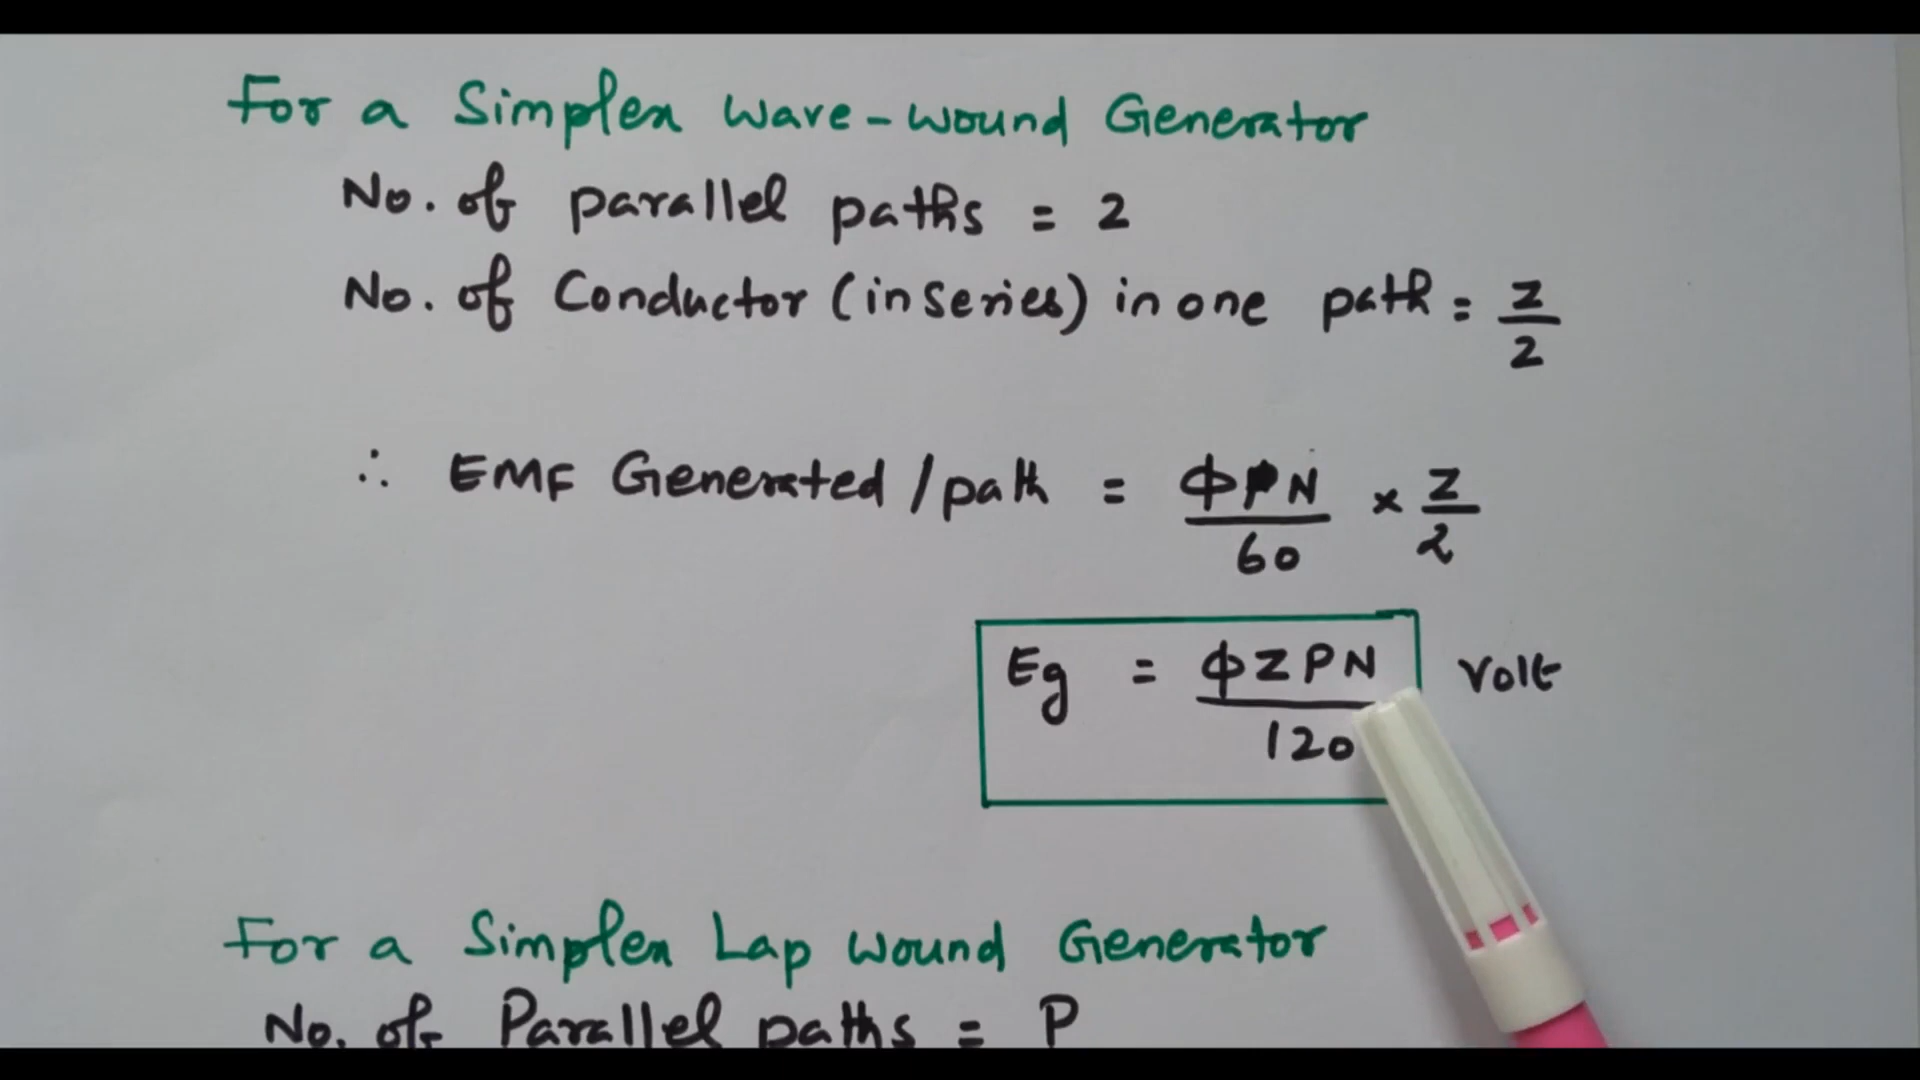 For a Simplex Wave-wound Generator
No. of parallel paths = 2
No. of Conductor (in series) in one path = Z/2
∴ EMF Generated/path = ΦPN/60 × Z/2
Eg = ΦZPN/120 Volt
For a Simplex Lap wound Generator
No. of Parallel paths = P